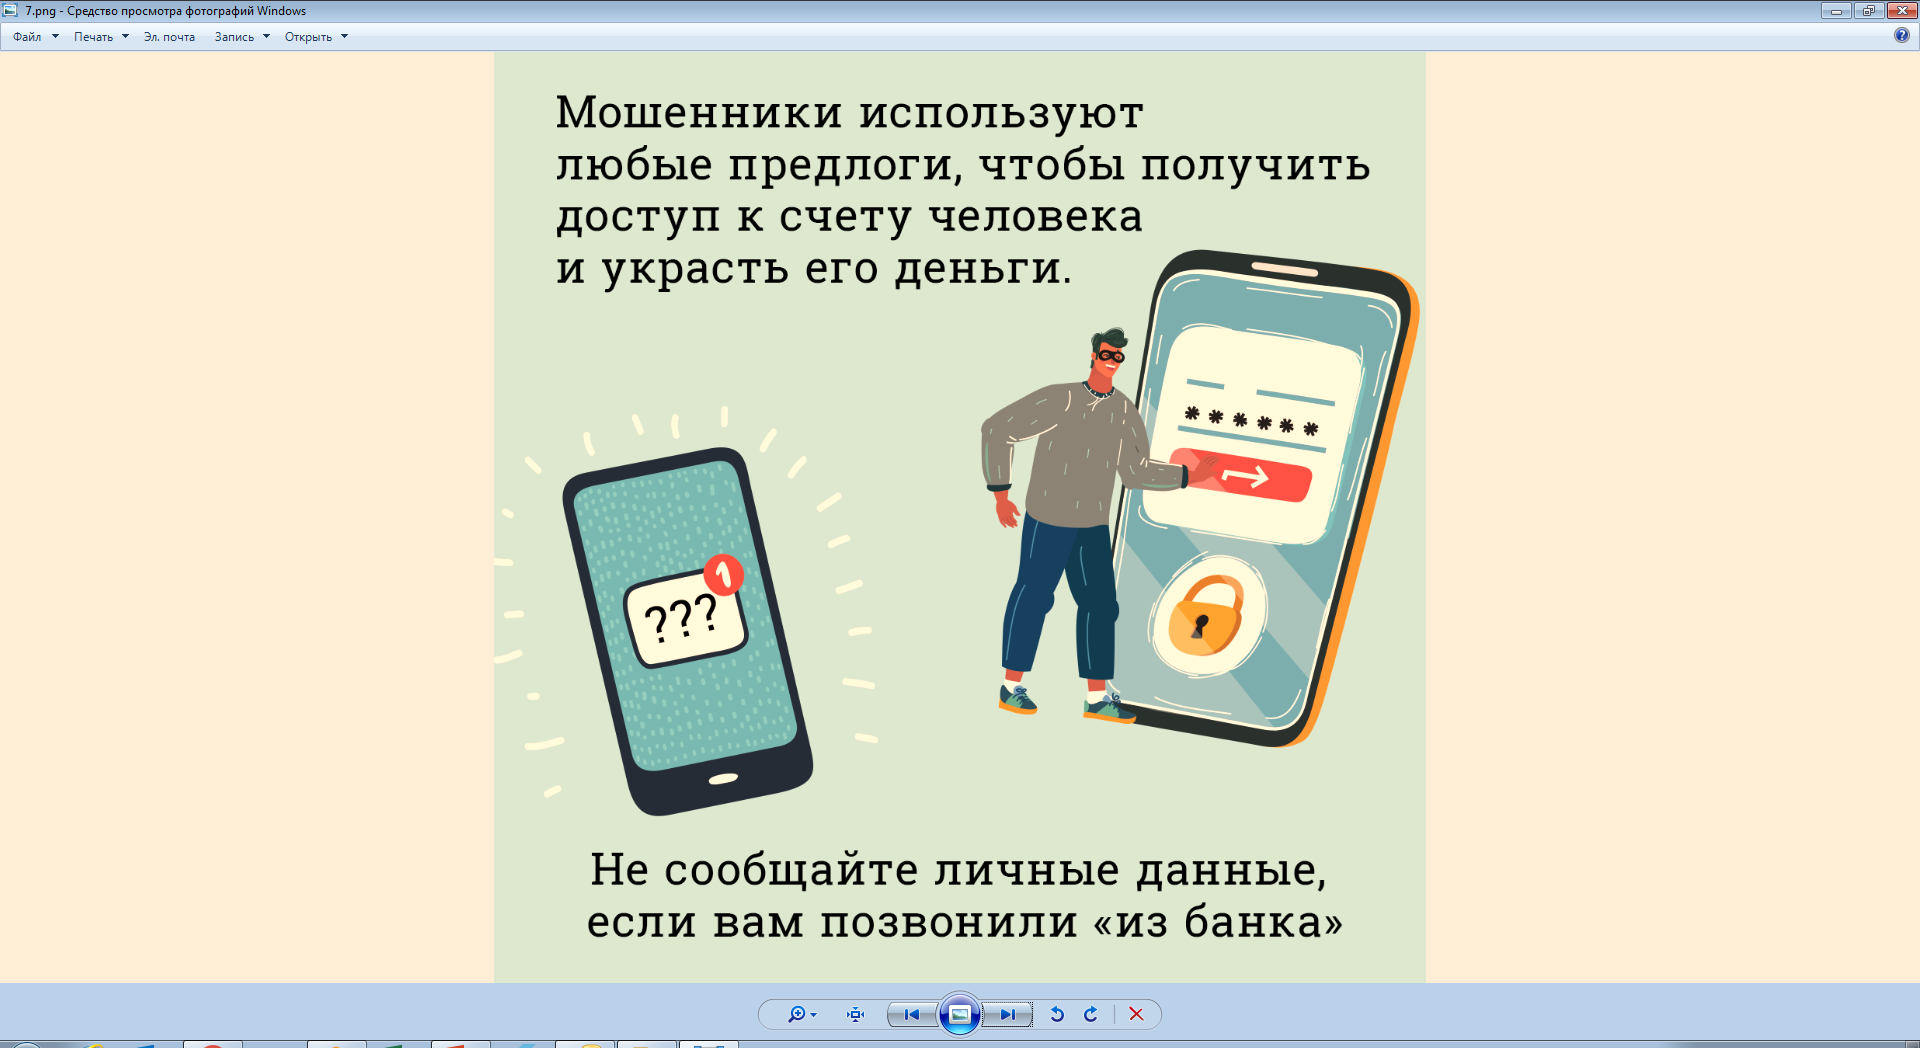 7.png - Средство просмотра фотографий Windows
Файл Печать Эл. почта Запись Открыть
Мошенники используют
любые предлоги, чтобы получить
доступ к счету человека
и украсть его деньги.
******
1
???
Не сообщайте личные данные,
если вам позвонили «из банка»